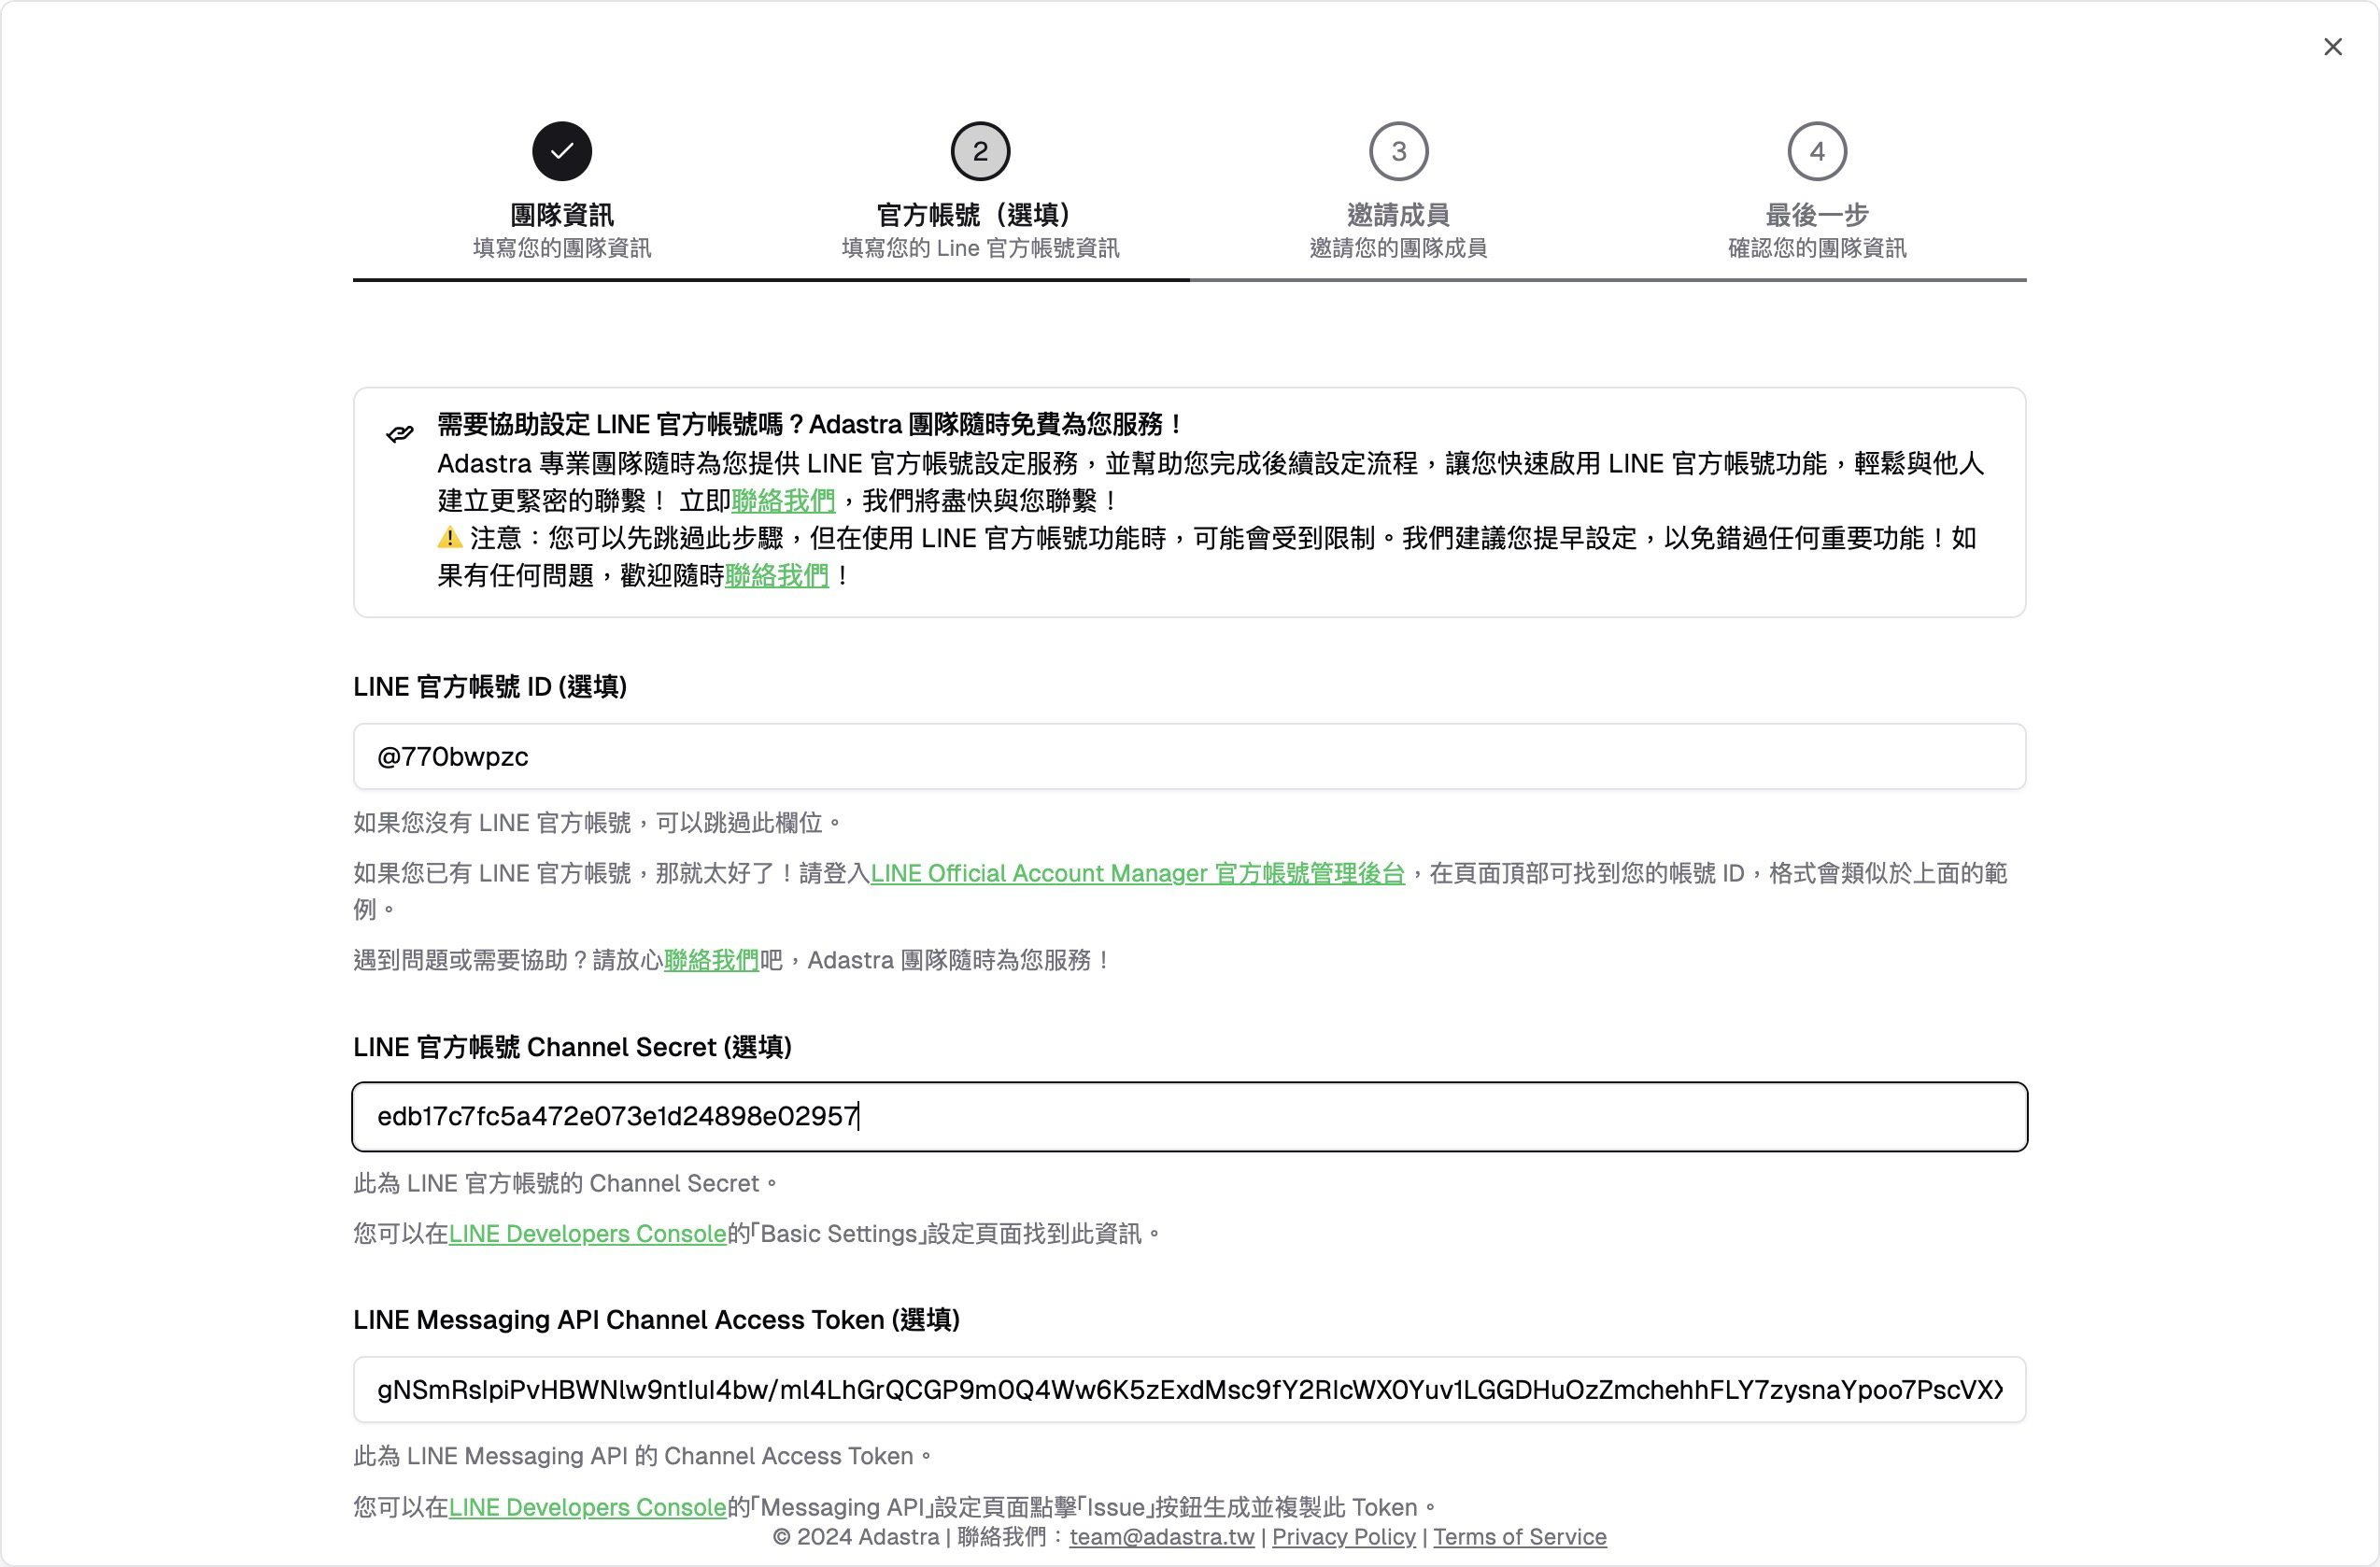 團隊資訊
填寫您的團隊資訊
2
官方帳號（選填）
填寫您的 Line 官方帳號資訊
3
邀請成員
邀請您的團隊成員
4
最後一步
確認您的團隊資訊
需要協助設定 LINE 官方帳號嗎？Adastra 團隊隨時免費為您服務！
Adastra 專業團隊隨時為您提供 LINE 官方帳號設定服務，並幫助您完成後續設定流程，讓您快速啟用 LINE 官方帳號功能，輕鬆與他人
建立更緊密的聯繫！ 立即聯絡我們，我們將盡快與您聯繫！
⚠️ 注意：您可以先跳過此步驟，但在使用 LINE 官方帳號功能時，可能會受到限制。我們建議您提早設定，以免錯過任何重要功能！如
果有任何問題，歡迎隨時聯絡我們！
LINE 官方帳號 ID (選填)
@770bwpzc
如果您沒有 LINE 官方帳號，可以跳過此欄位。
如果您已有 LINE 官方帳號，那就太好了！請登入LINE Official Account Manager 官方帳號管理後台，在頁面頂部可找到您的帳號 ID，格式會類似於上面的範
例。
遇到問題或需要協助？請放心聯絡我們吧，Adastra 團隊隨時為您服務！
LINE 官方帳號 Channel Secret (選填)
edb17c7fc5a472e073e1d24898e02957
此為 LINE 官方帳號的 Channel Secret。
您可以在LINE Developers Console的「Basic Settings」設定頁面找到此資訊。
LINE Messaging API Channel Access Token (選填)
gNSmRsIpiPvHBWNlw9ntIuI4bw/ml4LhGrQCGP9m0Q4Ww6K5zExdMsc9fY2RIcWX0Yuv1LGGDHuOzZmchehhFLY7zysnaYpoo7PscVXX
此為 LINE Messaging API 的 Channel Access Token。
您可以在LINE Developers Console的「Messaging API」設定頁面點擊「Issue」按鈕生成並複製此 Token。
© 2024 Adastra | 聯絡我們：team@adastra.tw | Privacy Policy | Terms of Service